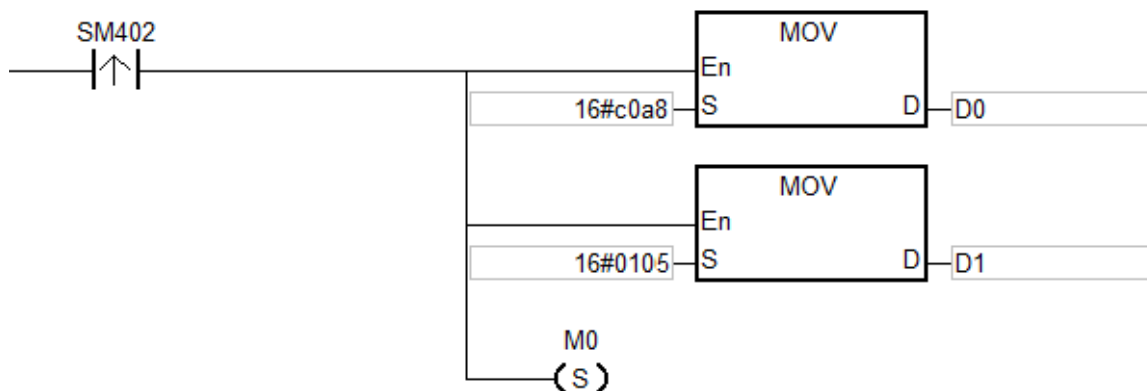 SM402
MOV
En
16#c0a8 S D D0
MOV
En
16#0105 S D D1
M0
S